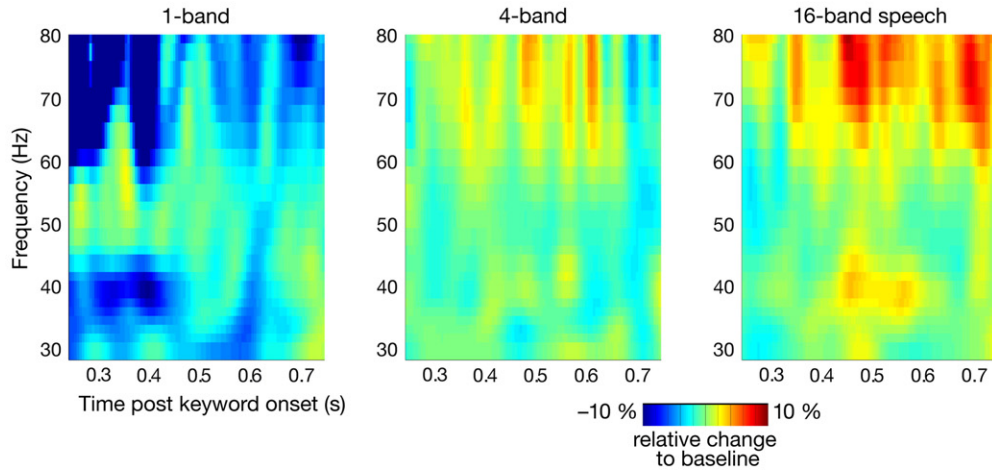 1-band
4-band
16-band speech
Frequency (Hz)
80
70
60
50
40
30
80
70
60
50
40
30
80
70
60
50
40
30
0.3 0.4 0.5 0.6 0.7
0.3 0.4 0.5 0.6 0.7
0.3 0.4 0.5 0.6 0.7
Time post keyword onset (s)
–10 % 10 %
relative change
to baseline